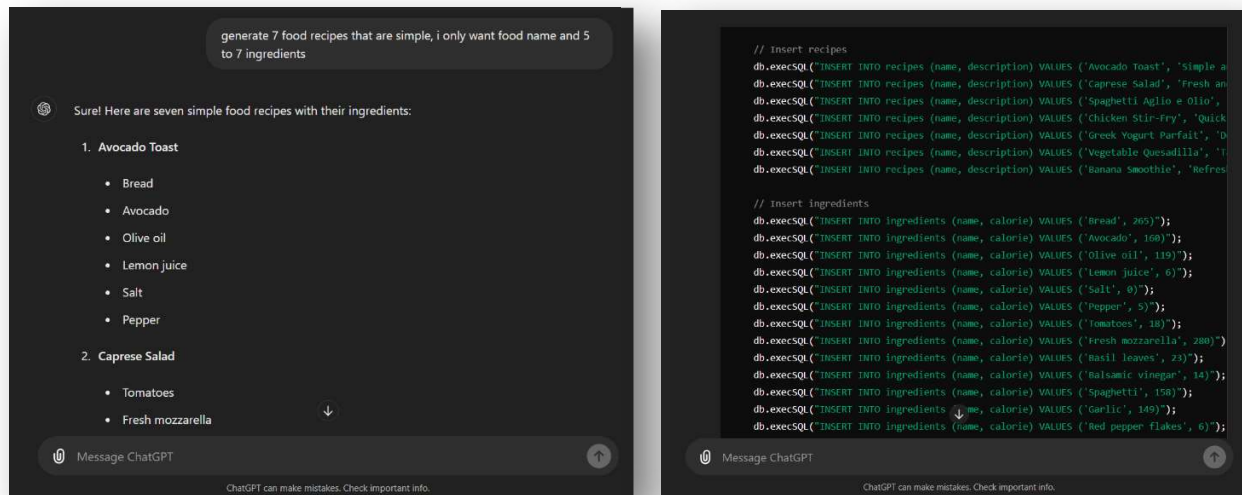 generate 7 food recipes that are simple, i only want food name and 5
to 7 ingredients
Sure! Here are seven simple food recipes with their ingredients:
1. Avocado Toast
• Bread
• Avocado
• Olive oil
• Lemon juice
• Salt
• Pepper
2. Caprese Salad
• Tomatoes
• Fresh mozzarella
Message ChatGPT
ChatGPT can make mistakes. Check important info.
// Insert recipes
db.execSQL("INSERT INTO recipes (name, description) VALUES ('Avocado Toast', 'Simple
db.execSQL("INSERT INTO recipes (name, description) VALUES ('Caprese Salad', 'Fresh
db.execSQL("INSERT INTO recipes (name, description) VALUES ('Spaghetti Aglio e Olio', '
db.execSQL("INSERT INTO recipes (name, description) VALUES ('Chicken Stir-Fry', 'Quick
db.execSQL("INSERT INTO recipes (name, description) VALUES ('Greek Yogurt Parfait', '
db.execSQL("INSERT INTO recipes (name, description) VALUES ('Vegetable Quesadilla', '
db.execSQL("INSERT INTO recipes (name, description) VALUES ('Banana Smoothie', 'Refres
// Insert ingredients
db.execSQL("INSERT INTO ingredients (name, calorie) VALUES ('Bread', 265)");
db.execSQL("INSERT INTO ingredients (name, calorie) VALUES ('Avocado', 160)");
db.execSQL("INSERT INTO ingredients (name, calorie) VALUES ('Olive oil', 119)");
db.execSQL("INSERT INTO ingredients (name, calorie) VALUES ('Lemon juice', 6)");
db.execSQL("INSERT INTO ingredients (name, calorie) VALUES ('Salt', 0)");
db.execSQL("INSERT INTO ingredients (name, calorie) VALUES ('Pepper', 5)");
db.execSQL("INSERT INTO ingredients (name, calorie) VALUES ('Tomatoes', 18)");
db.execSQL("INSERT INTO ingredients (name, calorie) VALUES ('Fresh mozzarella', 280)")
db.execSQL("INSERT INTO ingredients (name, calorie) VALUES ('Basil leaves', 23)");
db.execSQL("INSERT INTO ingredients (name, calorie) VALUES ('Balsamic vinegar', 14)");
db.execSQL("INSERT INTO ingredients (name, calorie) VALUES ('Spaghetti', 158)");
db.execSQL("INSERT INTO ingredients (name, calorie) VALUES ('Garlic', 149)");
db.execSQL("INSERT INTO ingredients (name, calorie) VALUES ('Red pepper flakes', 6)");
Message ChatGPT
ChatGPT can make mistakes. Check important info.